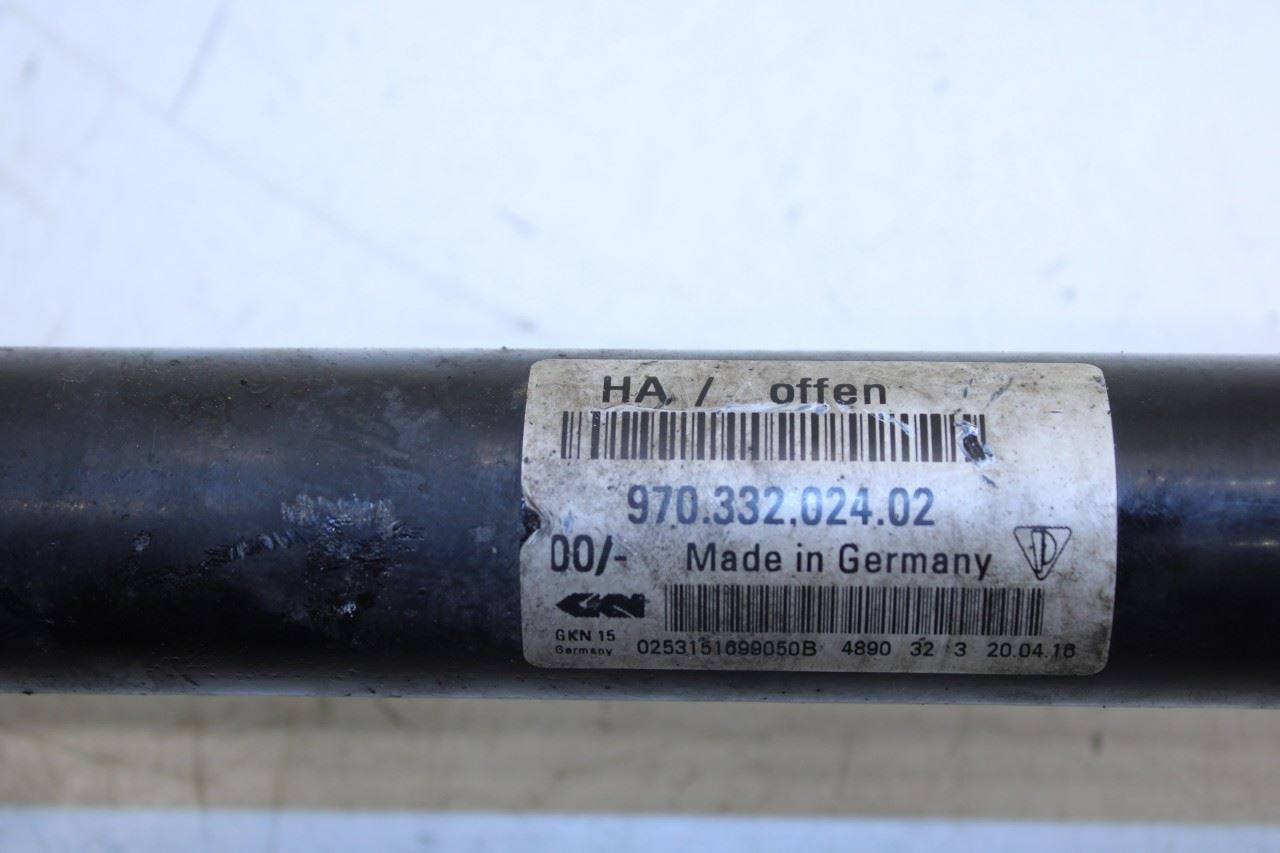 HA / offen
970.332.024.02
00/- Made in Germany
GKN
GKN 15
Germany
0253151699050B 4890 32 3 20.04.16